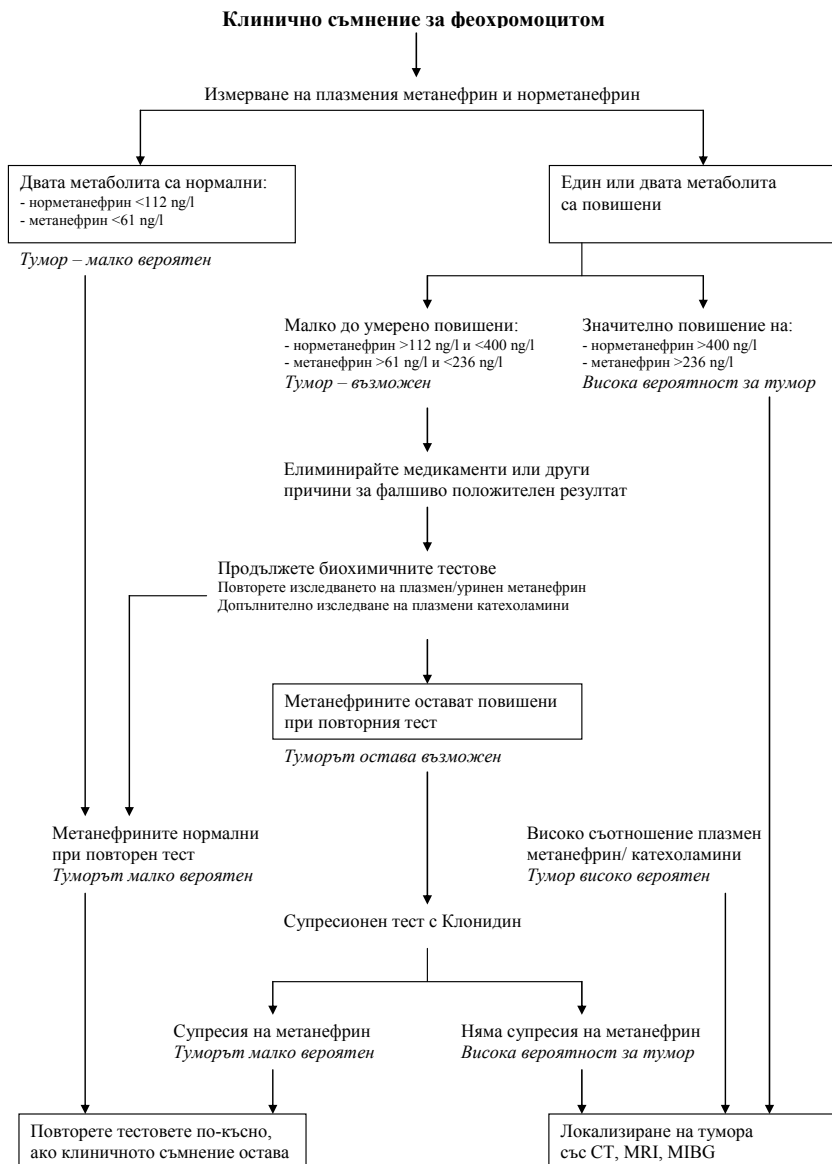 Клинично съмнение за феохромоцитом
Измерване на плазмения метанефрин и норметанефрин
Двата метаболита са нормални:
- норметанефрин <112 ng/l
- метанефрин <61 ng/l
Тумор – малко вероятен
Един или двата метаболита
са повишени
Малко до умерено повишени:
- норметанефрин >112 ng/l и <400 ng/l
- метанефрин >61 ng/l и <236 ng/l
Тумор – възможен
Значително повишение на:
- норметанефрин >400 ng/l
- метанефрин >236 ng/l
Висока вероятност за тумор
Елиминирайте медикаменти или други
причини за фалшиво положителен резултат
Продължете биохимичните тестове
Повторете изследването на плазмен/уринен метанефрин
Допълнително изследване на плазмени катехоламини
Метанефрините остават повишени
при повторния тест
Туморът остава възможен
Метанефрините нормални
при повторен тест
Туморът малко вероятен
Високо съотношение плазмен
метанефрин/ катехоламини
Тумор високо вероятен
Супресионен тест с Клонидин
Супресия на метанефрин
Туморът малко вероятен
Няма супресия на метанефрин
Висока вероятност за тумор
Повторете тестовете по-късно,
ако клиничното съмнение остава
Локализиране на тумора
със CT, MRI, MIBG